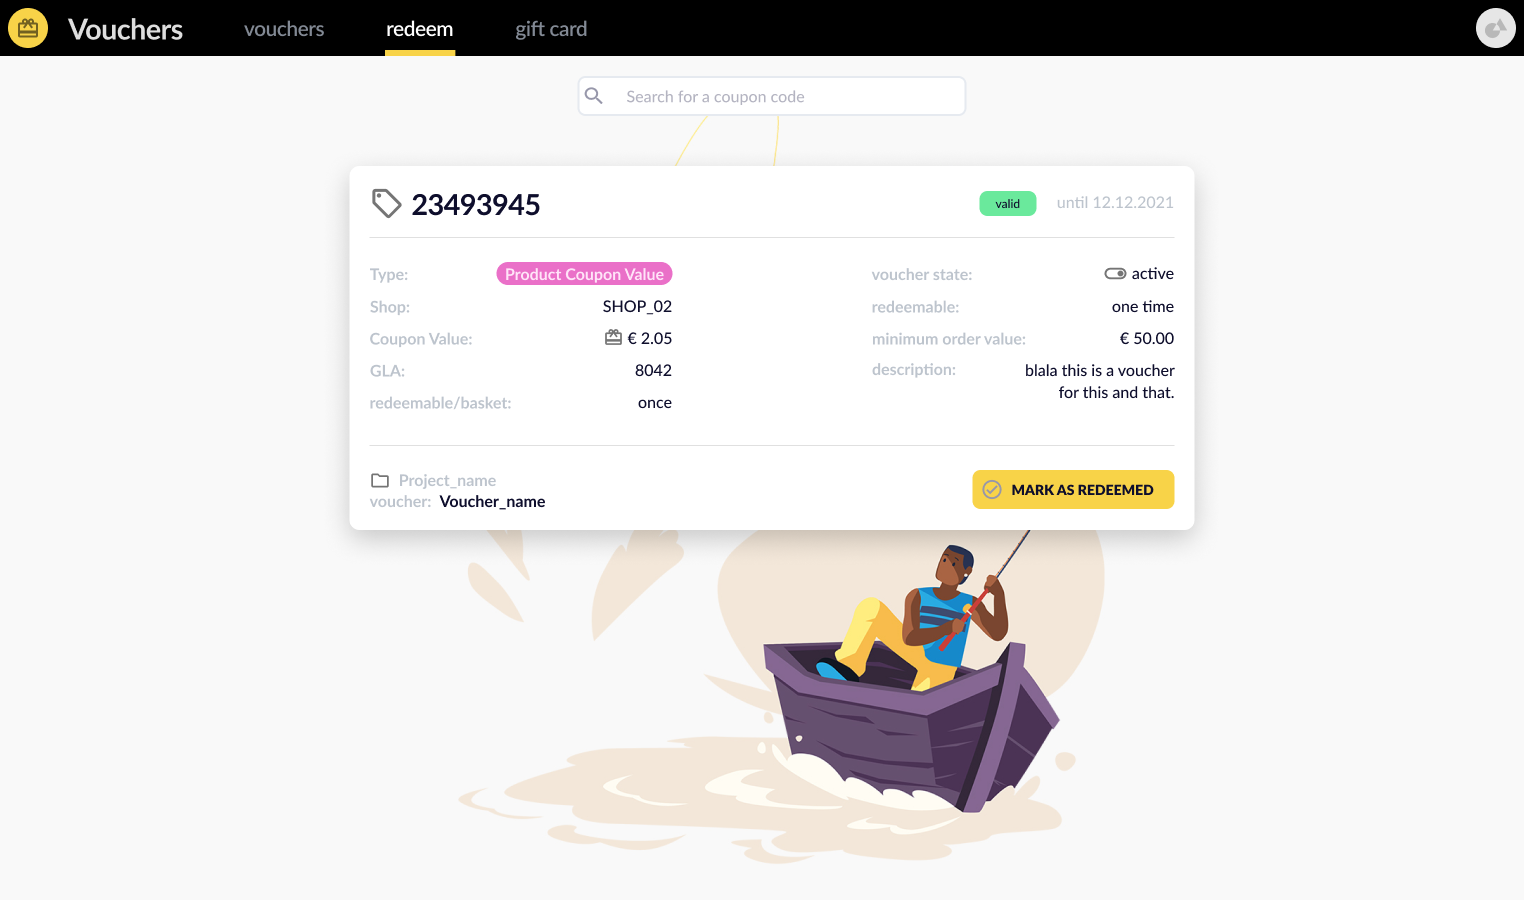 Vouchers vouchers redeem gift card
Search for a coupon code
23493945 valid until 12.12.2021
Type: Product Coupon Value
Shop: SHOP_02
Coupon Value: € 2.05
GLA: 8042
redeemable/basket: once
voucher state: active
redeemable: one time
minimum order value: € 50.00
description: blala this is a voucher
for this and that.
Project_name
voucher: Voucher_name
MARK AS REDEEMED